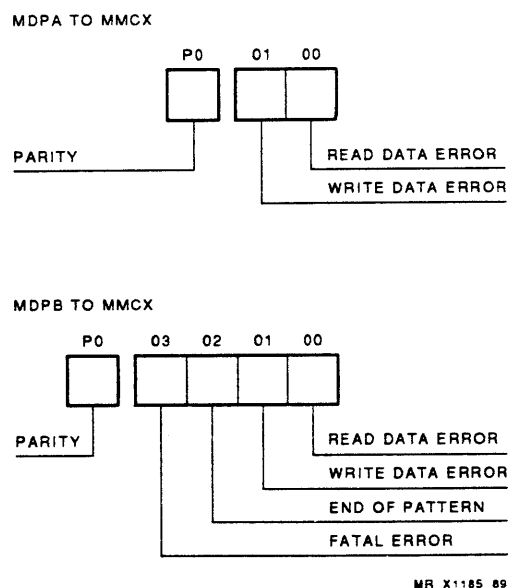 MDPA TO MMCX
P0 01 00
PARITY
READ DATA ERROR
WRITE DATA ERROR
MDPB TO MMCX
P0 03 02 01 00
PARITY
READ DATA ERROR
WRITE DATA ERROR
END OF PATTERN
FATAL ERROR
MR X1185 89